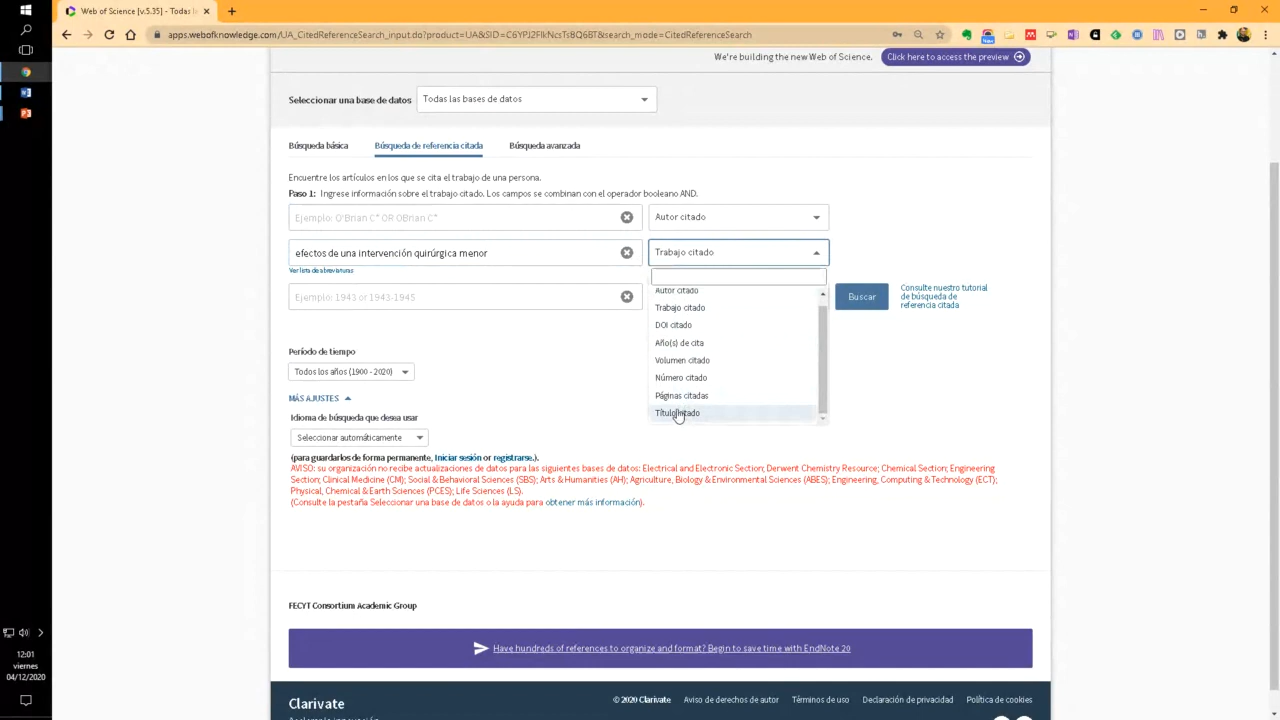 Web of Science [v.5.35] - Todas l
apps.webofknowledge.com/UA_CitedReferenceSearch_input.do?product=UA&SID=C6YPJ2FlkNcsTs8Q6BT&search_mode=CitedReferenceSearch
New
We're building the new Web of Science.
Click here to access the preview
Seleccionar una base de datos
Todas las bases de datos
Búsqueda básica
Búsqueda de referencia citada
Búsqueda avanzada
Encuentre los artículos en los que se cita el trabajo de una persona.
Paso 1: Ingrese información sobre el trabajo citado. Los campos se combinan con el operador booleano AND.
Ejemplo: O'Brian C* OR OBrian C*
Autor citado
efectos de una intervención quirúrgica menor
Trabajo citado
Ver lista de abreviaturas
Autor citado
Trabajo citado
DOI citado
Año(s) de cita
Volumen citado
Número citado
Páginas citadas
Título citado
Ejemplo: 1943 or 1943-1945
Buscar
Consulte nuestro tutorial
de búsqueda de
referencia citada
Período de tiempo
Todos los años (1900 - 2020)
MÁS AJUSTES
Idioma de búsqueda que desea usar
Seleccionar automáticamente
(para guardarlos de forma permanente, Iniciar sesión or registrarse.).
AVISO: su organización no recibe actualizaciones de datos para las siguientes bases de datos: Electrical and Electronic Section; Derwent Chemistry Resource; Chemical Section; Engineering
Section; Clinical Medicine (CM); Social & Behavioral Sciences (SBS); Arts & Humanities (AH); Agriculture, Biology & Environmental Sciences (ABES); Engineering, Computing & Technology (ECT);
Physical, Chemical & Earth Sciences (PCES); Life Sciences (LS).
(Consulte la pestaña Seleccionar una base de datos o la ayuda para obtener más información).
FECYT Consortium Academic Group
Have hundreds of references to organize and format? Begin to save time with EndNote 20
Clarivate
© 2020 Clarivate
Aviso de derechos de autor
Términos de uso
Declaración de privacidad
Política de cookies
12:01
viernes
04/12/2020